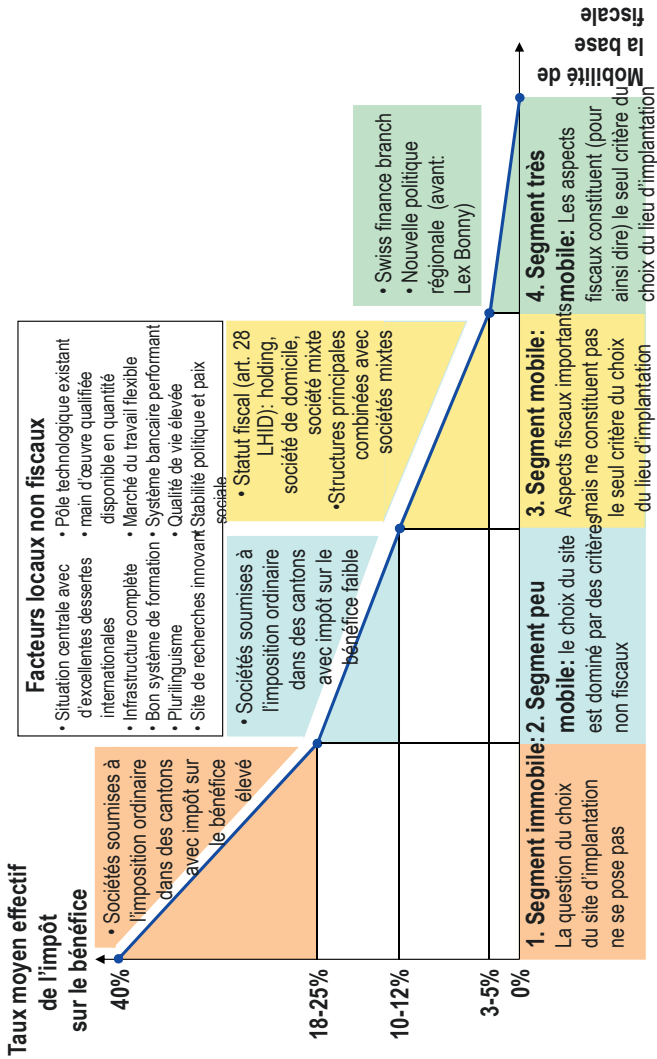 Taux moyen effectif
de l'impôt
sur le bénéfice
40%
18-25%
10-12%
3-5%
0%
• Sociétés soumises à
l'imposition ordinaire
dans des cantons
avec impôt sur
le bénéfice
élevé
Facteurs locaux non fiscaux
• Situation centrale avec
d'excellentes dessertes
internationales
• Infrastructure complète
• Bon système de formation
• Plurilinguisme
• Site de recherches innovant
• Pôle technologique existant
• main d'œuvre qualifiée
disponible en quantité
• Marché du travail flexible
• Système bancaire performant
• Qualité de vie élevée
• Stabilité politique et paix
sociale
• Sociétés soumises à
l'imposition ordinaire
dans des cantons
avec impôt sur le
bénéfice faible
• Statut fiscal (art. 28
LHID): holding,
société de domicile,
société mixte
•Structures principales
combinées avec
sociétés mixtes
• Swiss finance branch
• Nouvelle politique
régionale (avant:
Lex Bonny)
1. Segment immobile:
La question du choix
du site d'implantation
ne se pose pas
2. Segment peu
mobile: le choix du site
est dominé par des critères
non fiscaux
3. Segment mobile:
Aspects fiscaux importants
mais ne constituent pas
le seul critère du choix
du lieu d'implantation
4. Segment très
mobile: Les aspects
fiscaux constituent (pour
ainsi dire) le seul critère du
choix du lieu d'implantation
Mobilité de
la base
fiscale